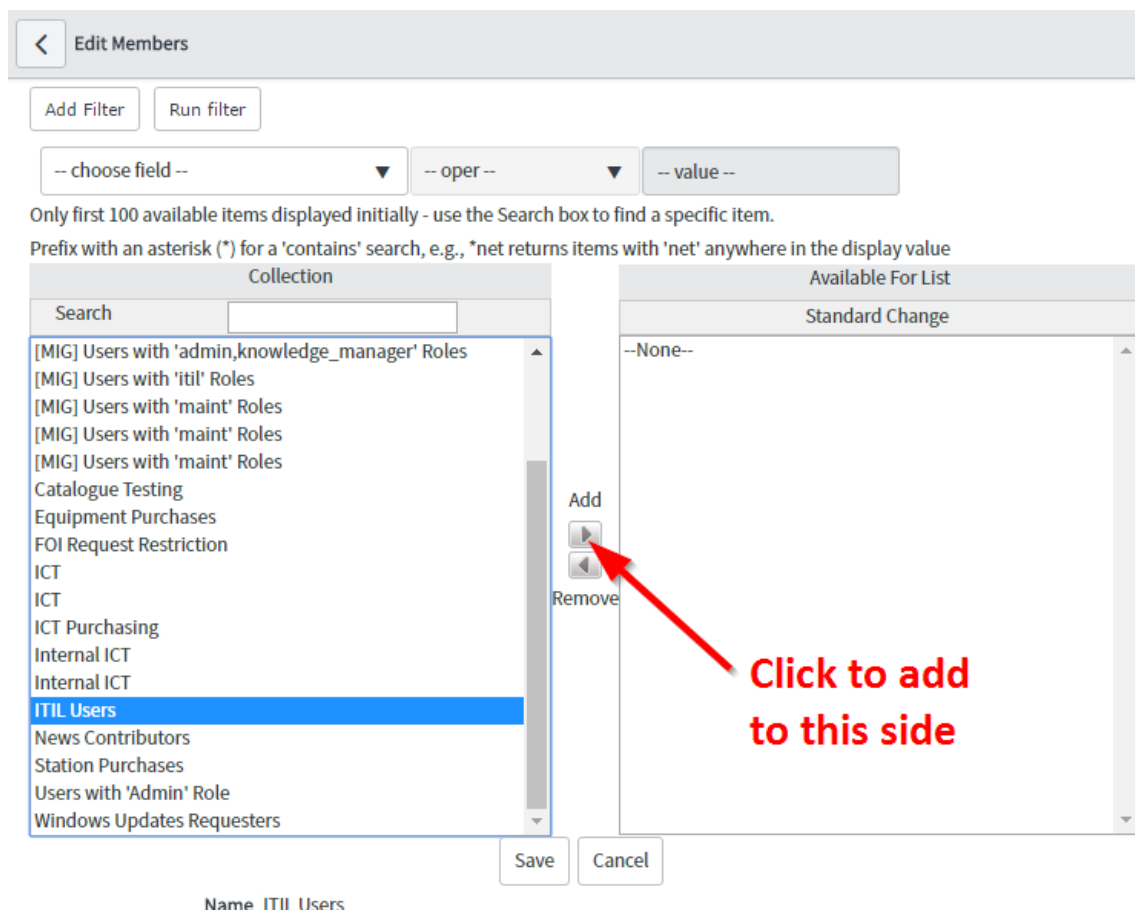 Edit Members
Add Filter
Run filter
-- choose field --
-- oper --
-- value --
Only first 100 available items displayed initially - use the Search box to find a specific item.
Prefix with an asterisk (*) for a 'contains' search, e.g., *net returns items with 'net' anywhere in the display value
Collection
Search
[MIG] Users with 'admin,knowledge_manager' Roles
[MIG] Users with 'itil' Roles
[MIG] Users with 'maint' Roles
[MIG] Users with 'maint' Roles
[MIG] Users with 'maint' Roles
Catalogue Testing
Equipment Purchases
FOI Request Restriction
ICT
ICT
ICT Purchasing
Internal ICT
Internal ICT
ITIL Users
News Contributors
Station Purchases
Users with 'Admin' Role
Windows Updates Requesters
Add
Remove
Available For List
Standard Change
--None--
Click to add
to this side
Save
Cancel
Name ITIL Users